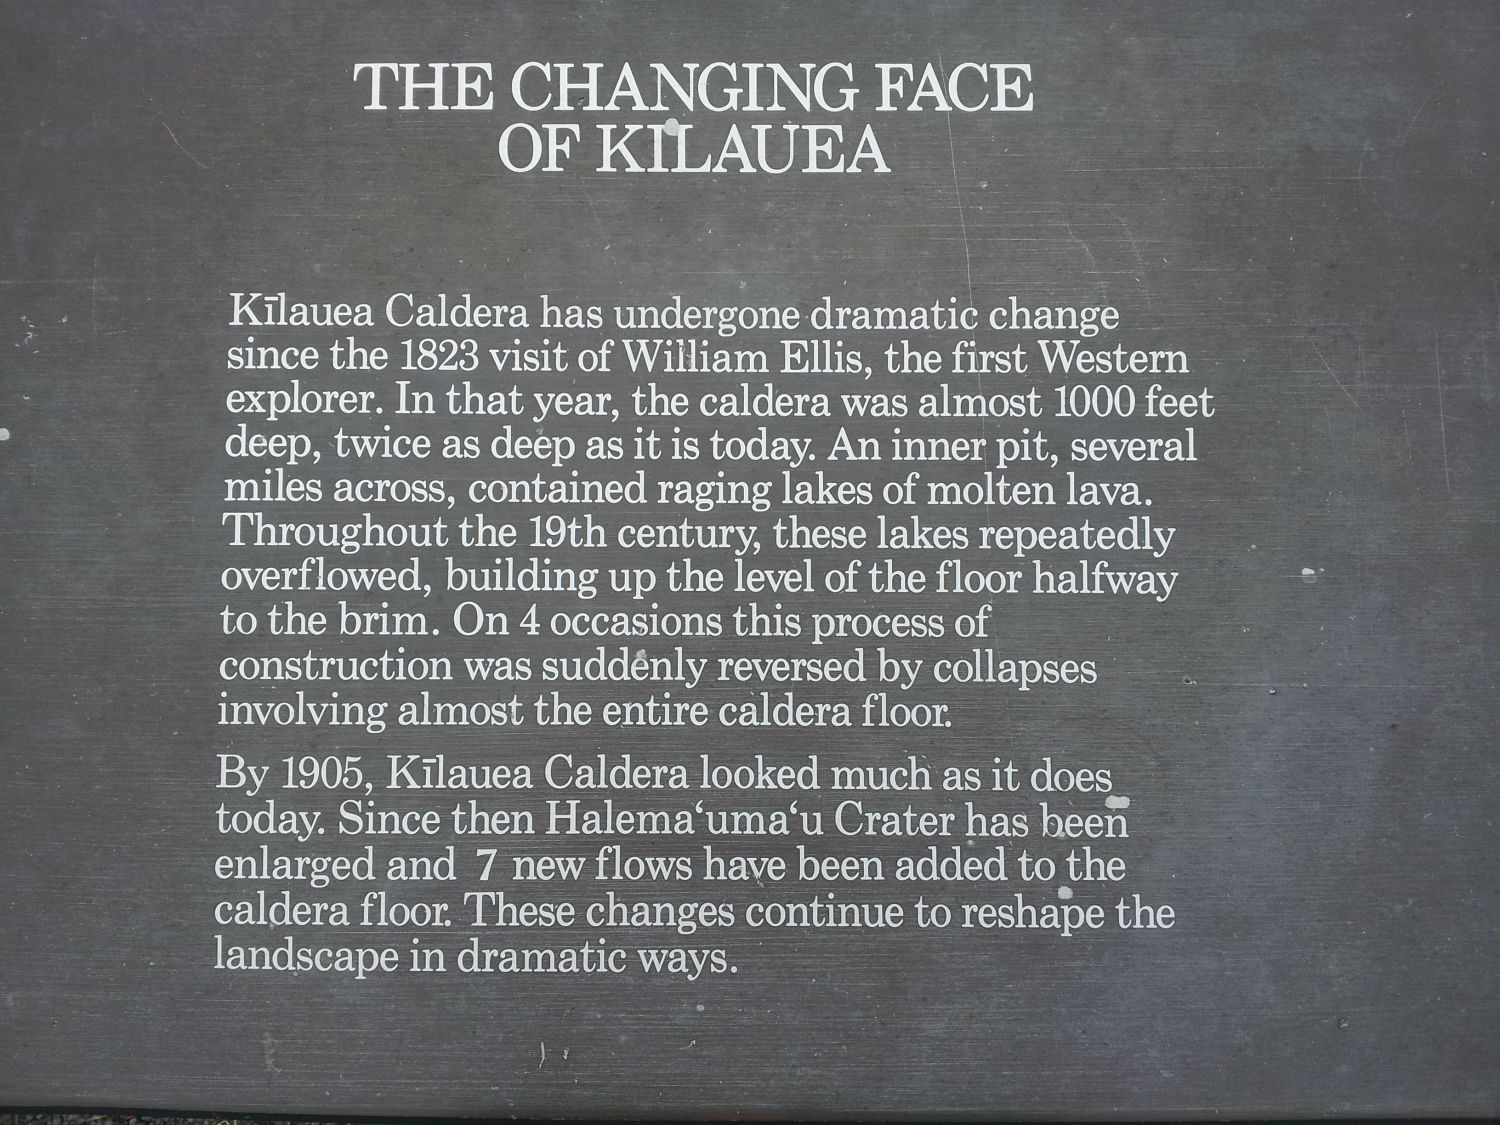 THE CHANGING FACE
OF KILAUEA
Kīlauea Caldera has undergone dramatic change
since the 1823 visit of William Ellis, the first Western
explorer. In that year, the caldera was almost 1000 feet
deep, twice as deep as it is today. An inner pit, several
miles across, contained raging lakes of molten lava.
Throughout the 19th century, these lakes repeatedly
overflowed, building up the level of the floor halfway
to the brim. On 4 occasions this process of
construction was suddenly reversed by collapses
involving almost the entire caldera floor.
By 1905, Kīlauea Caldera looked much as it does
today. Since then Halema‘uma‘u Crater has been
enlarged and 7 new flows have been added to the
caldera floor. These changes continue to reshape the
landscape in dramatic ways.